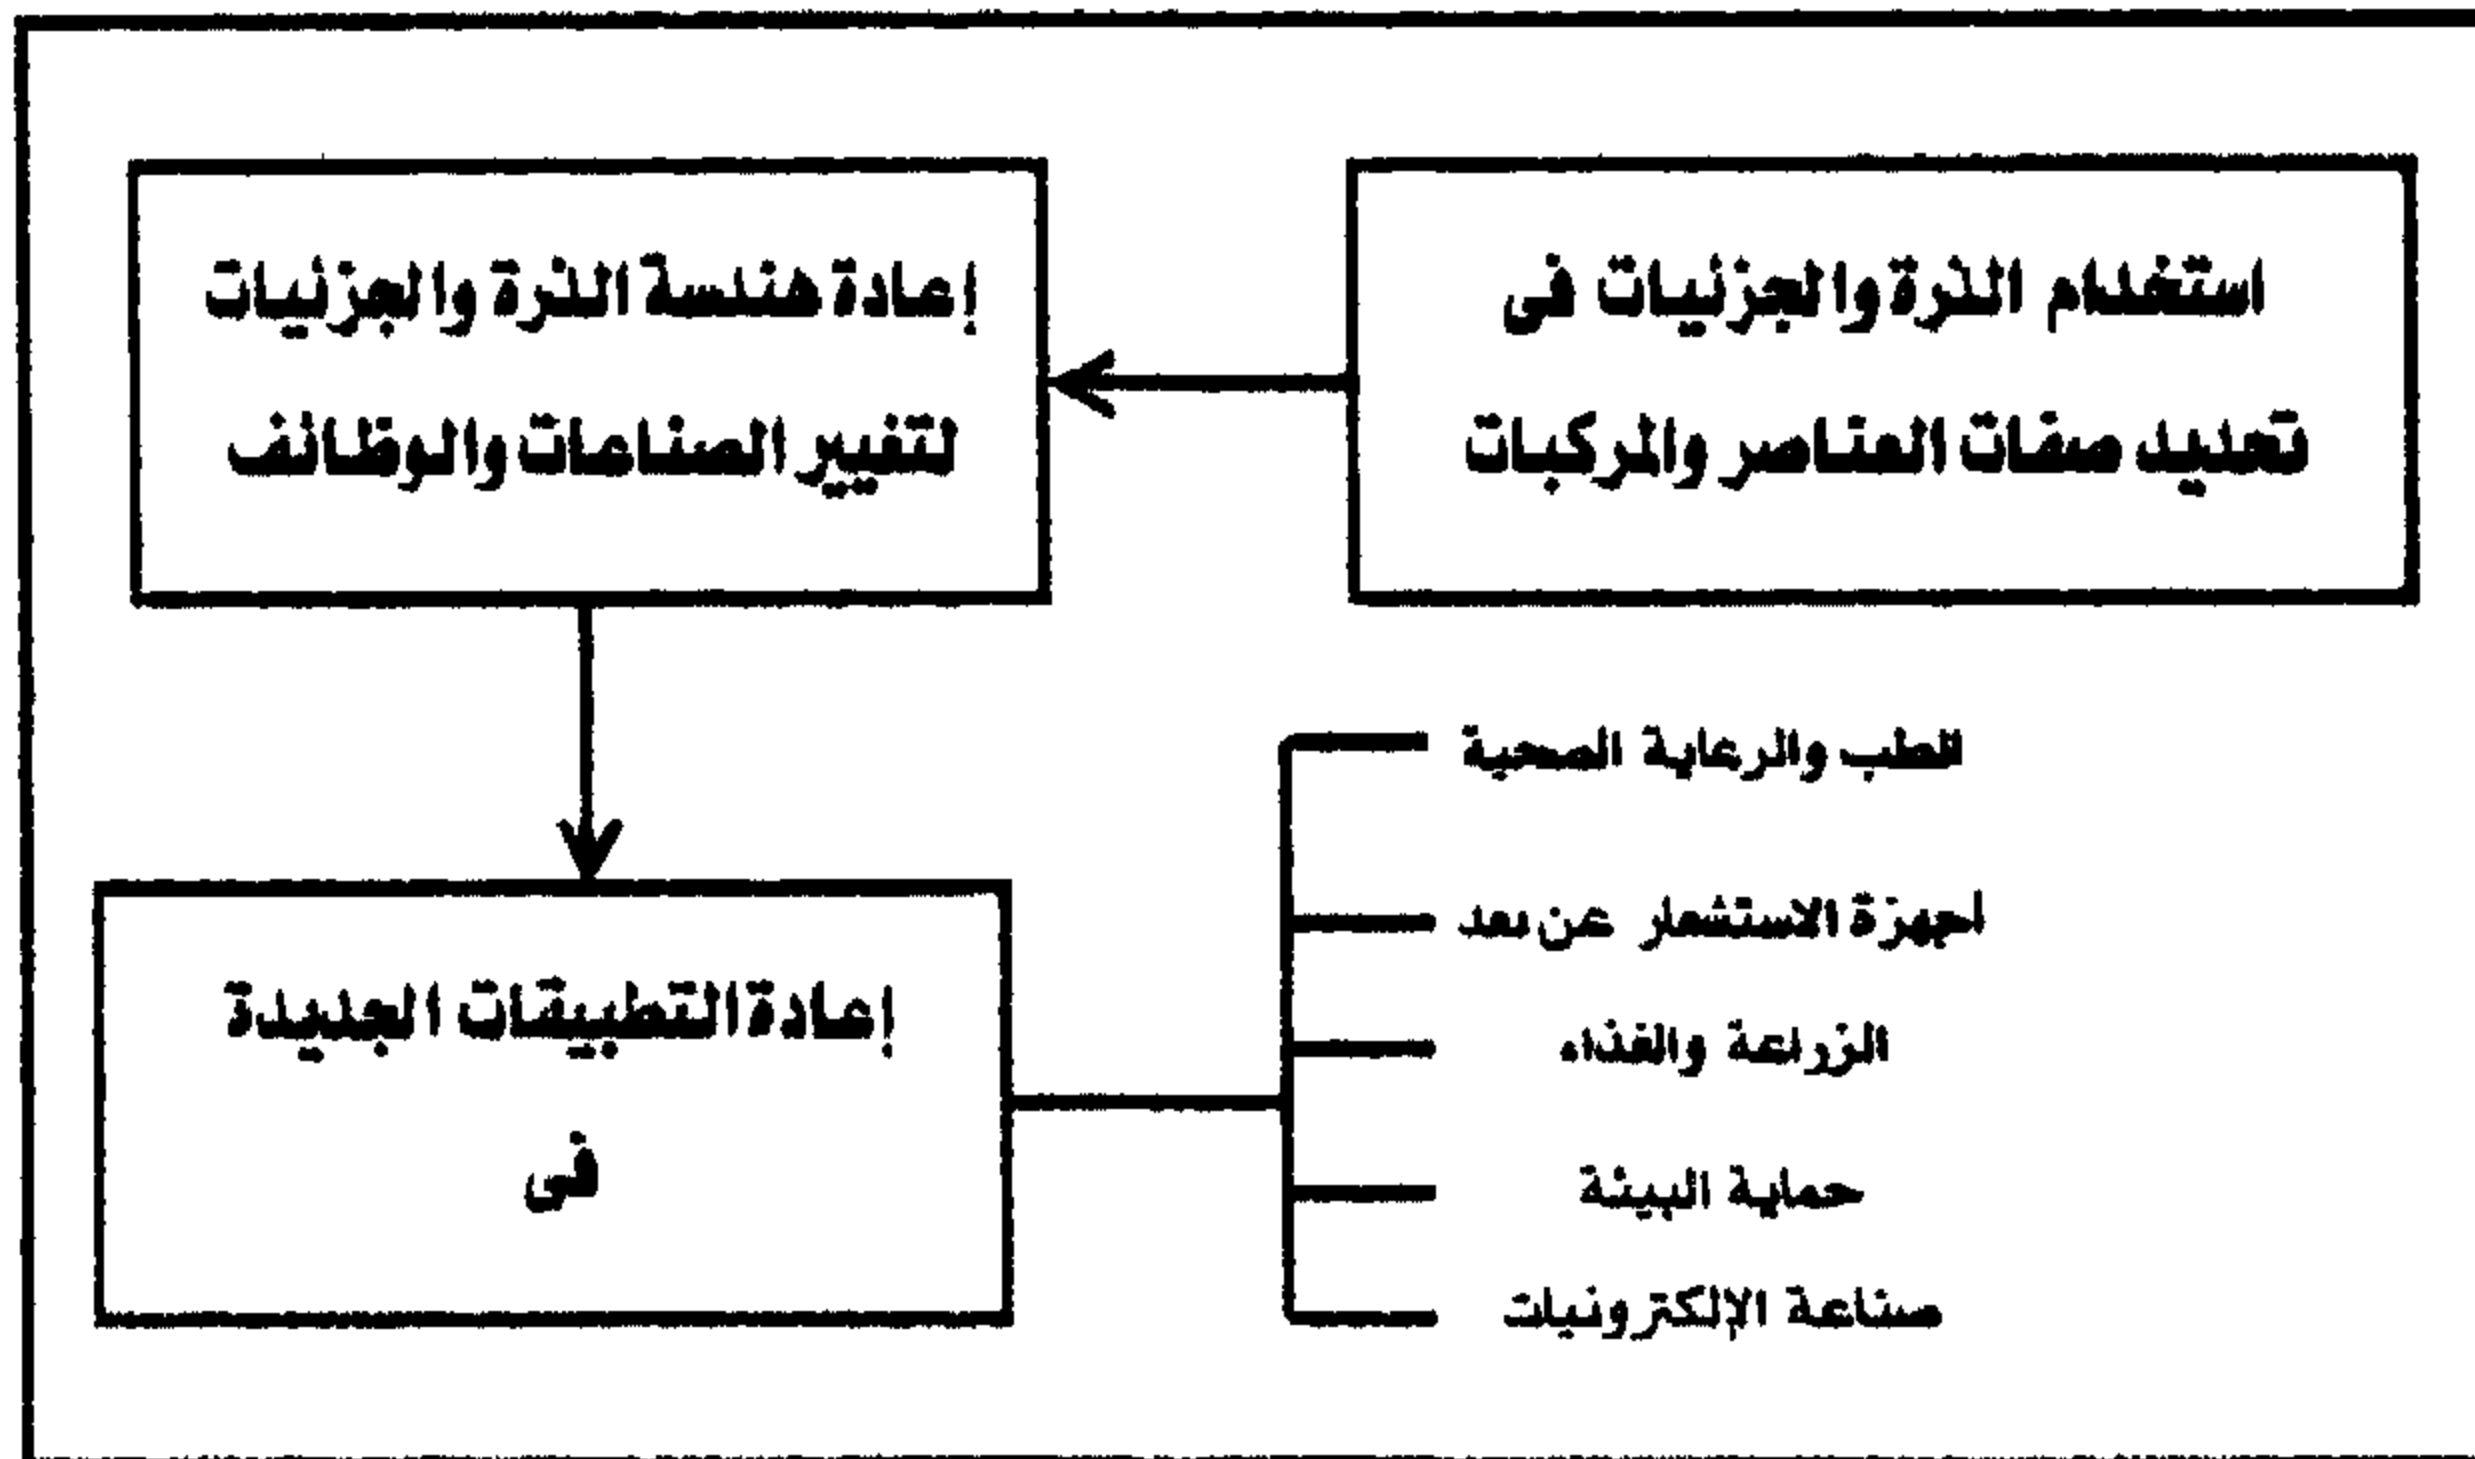 استخدام الذرة والجزئيات فى
تحديد صفات العناصر والمركبات
إعادة هندسة الذرة والجزئيات
لتغيير الصناعات والوظائف
إعادة التطبيقات الجديدة
فى
الطب والرعاية الصحية
اجهزة الاستشعار عن بعد
الزراعة والغذاء
حماية البيئة
صناعة الإلكترونيات